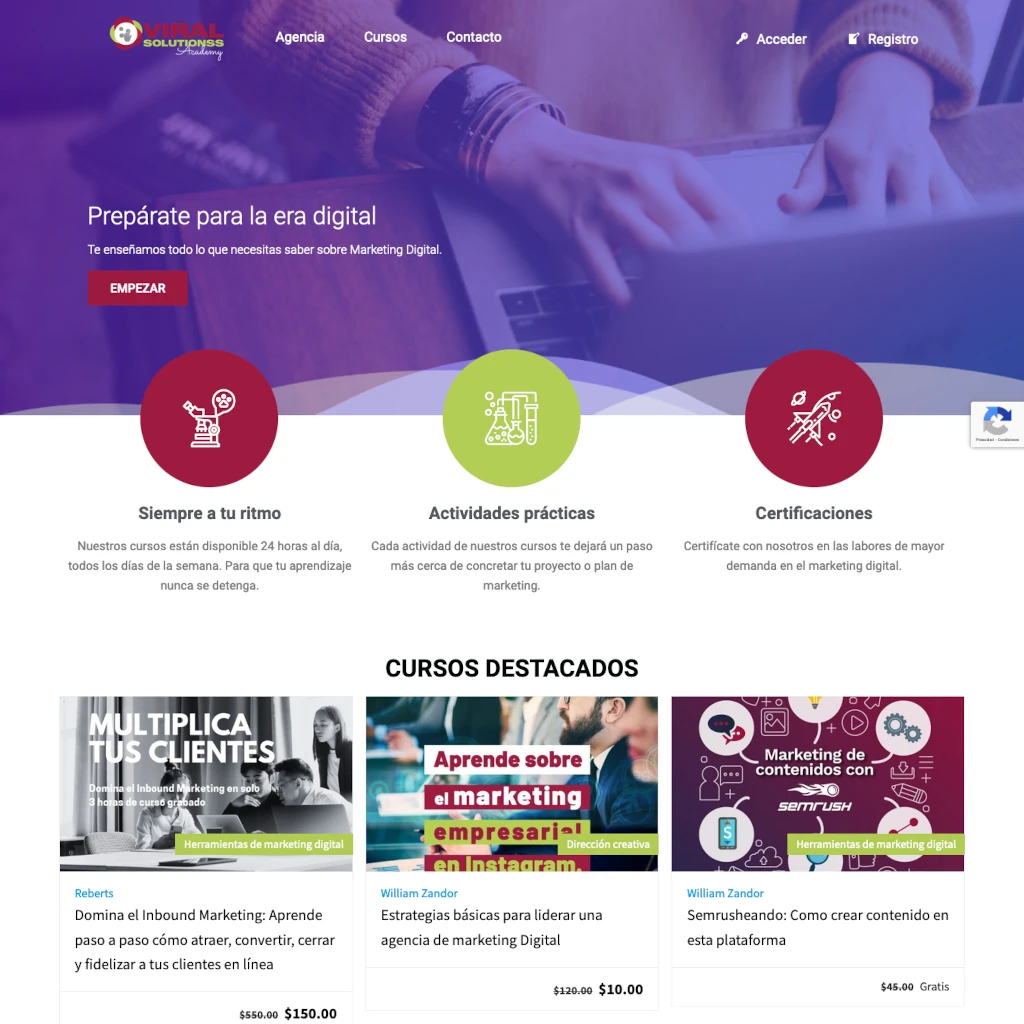 VIRAL
SOLUTIONSS
Academy
Agencia
Cursos
Contacto
Acceder
Registro
Prepárate para la era digital
Te enseñamos todo lo que necesitas saber sobre Marketing Digital.
EMPEZAR
Privacidad - Condiciones
Siempre a tu ritmo
Nuestros cursos están disponible 24 horas al día,
todos los días de la semana. Para que tu aprendizaje
nunca se detenga.
Actividades prácticas
Cada actividad de nuestros cursos te dejará un paso
más cerca de concretar tu proyecto o plan de
marketing.
Certificaciones
Certifícate con nosotros en las labores de mayor
demanda en el marketing digital.
CURSOS DESTACADOS
MULTIPLICA
TUS CLIENTES
Domina el Inbound Marketing en solo
3 horas de curso grabado
Herramientas de marketing digital
Reberts
Domina el Inbound Marketing: Aprende
paso a paso cómo atraer, convertir, cerrar
y fidelizar a tus clientes en línea
$550.00 $150.00
Aprende sobre
el marketing
empresarial
en Instagram.
Dirección creativa
William Zandor
Estrategias básicas para liderar una
agencia de marketing Digital
$120.00 $10.00
Marketing de
contenidos con
SEMRUSH
Herramientas de marketing digital
William Zandor
Semrusheando: Como crear contenido en
esta plataforma
$45.00 Gratis